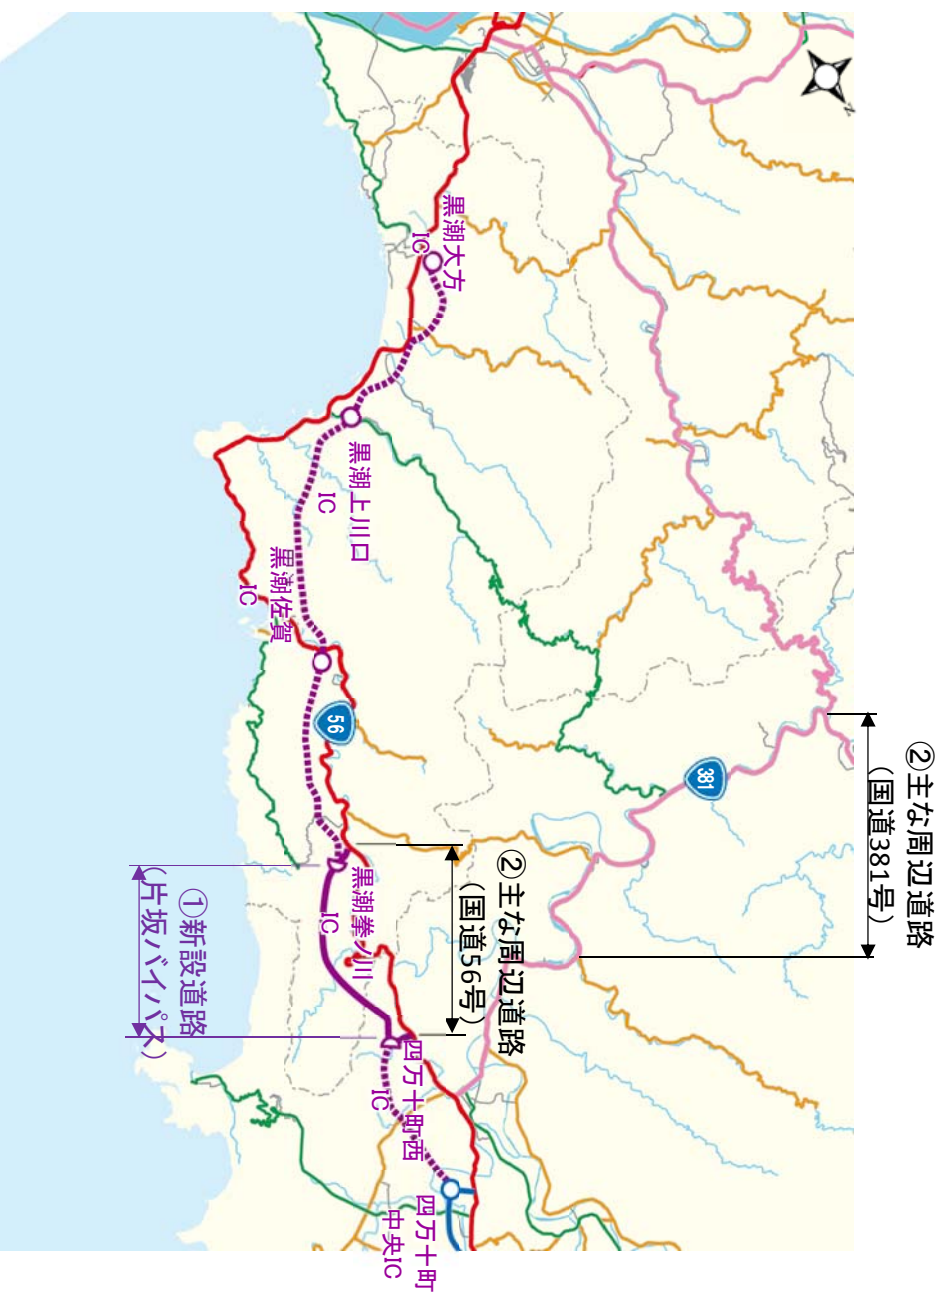 ②主な周辺道路
(国道381号)
381
②主な周辺道路
(国道56号)
56
①新設道路
(片坂バイパス)
黒潮大方
IC
黒潮上川口
IC
黒潮佐賀
IC
黒潮拳ノ川
IC
四万十町西
IC
四万十町
中央IC
N